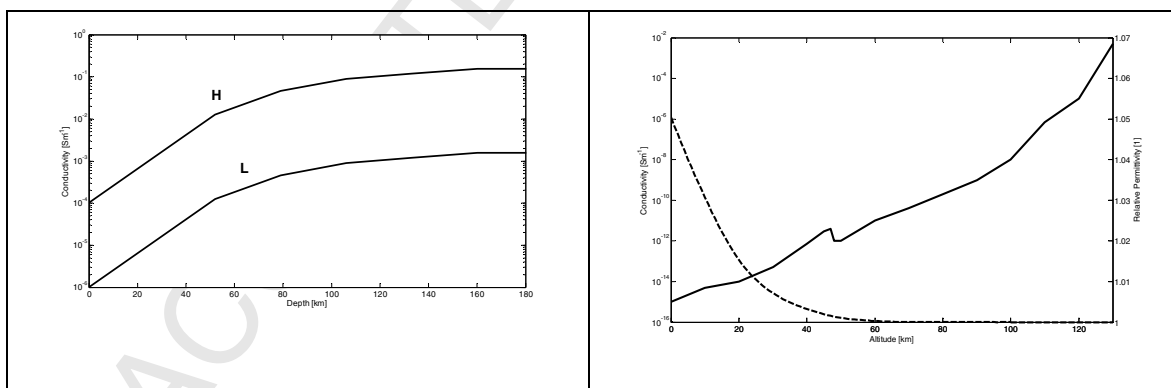 10^0
10^-1
10^-2
10^-3
10^-4
10^-5
10^-6
Conductivity [Sm^-1]
H
L
0 20 40 60 80 100 120 140 160 180
Depth [km]
10^-2
10^-4
10^-6
10^-8
10^-10
10^-12
10^-14
10^-16
Conductivity [Sm^-1]
1.07
1.06
1.05
1.04
1.03
1.02
1.01
1
Relative Permittivity [1]
0 20 40 60 80 100 120
Altitude [km]